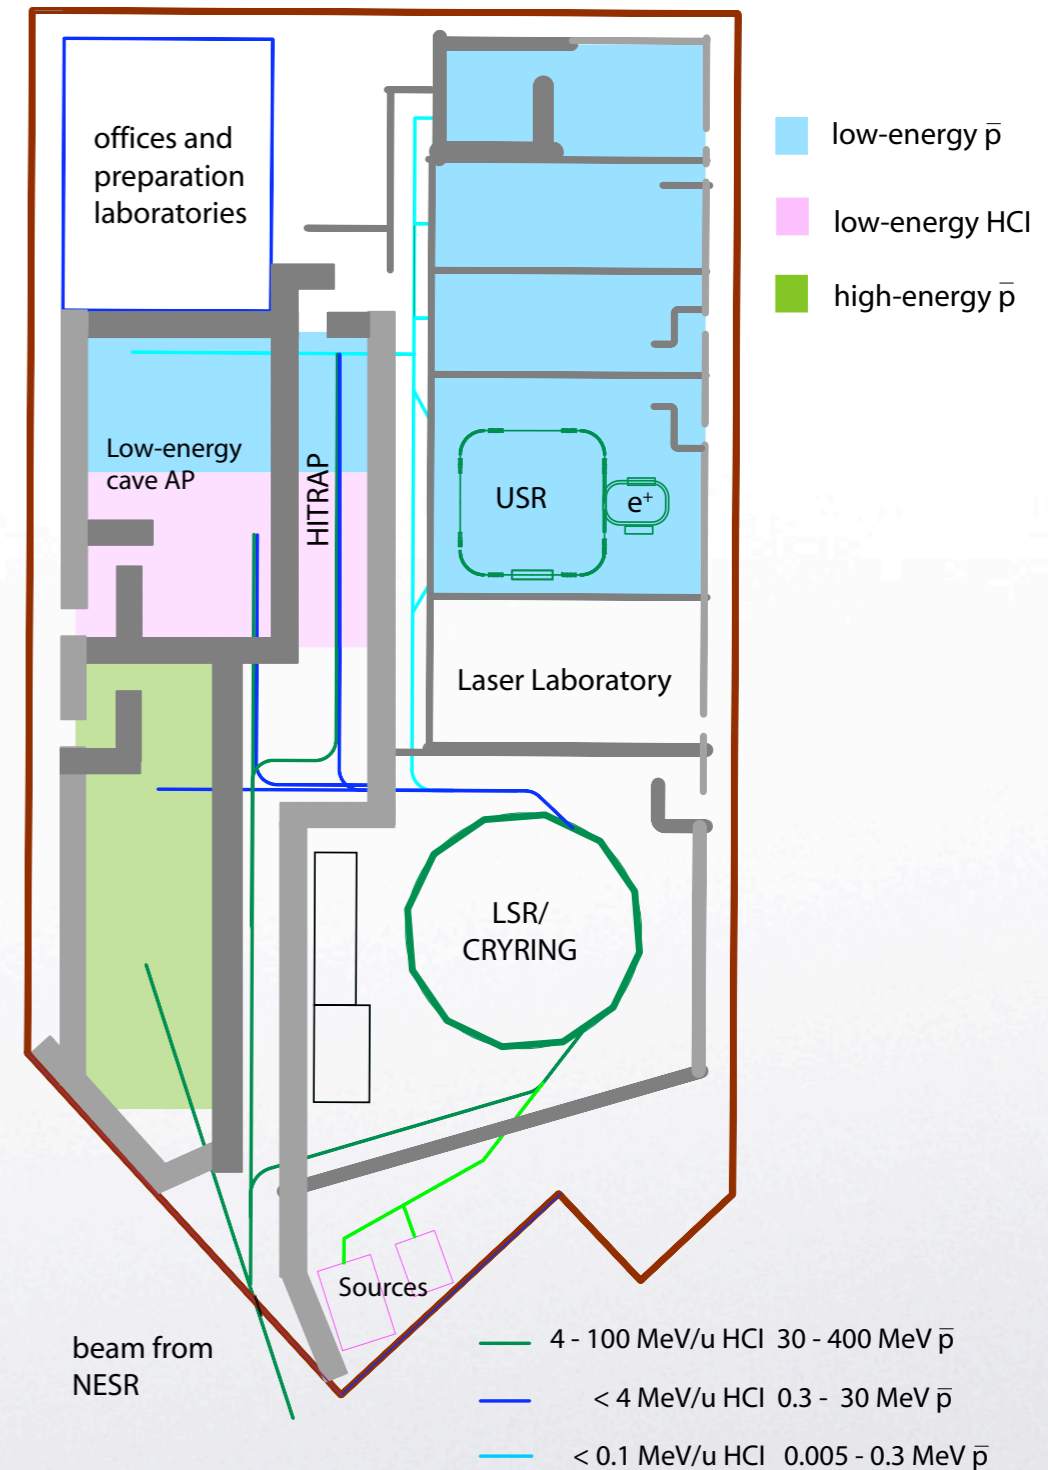 offices and
preparation
laboratories
low-energy p̅
low-energy HCI
high-energy p̅
Low-energy
cave AP
HITRAP
USR
e⁺
Laser Laboratory
LSR/
CRYRING
Sources
beam from
NESR
4 - 100 MeV/u HCI 30 - 400 MeV p̅
< 4 MeV/u HCI 0.3 - 30 MeV p̅
< 0.1 MeV/u HCI 0.005 - 0.3 MeV p̅